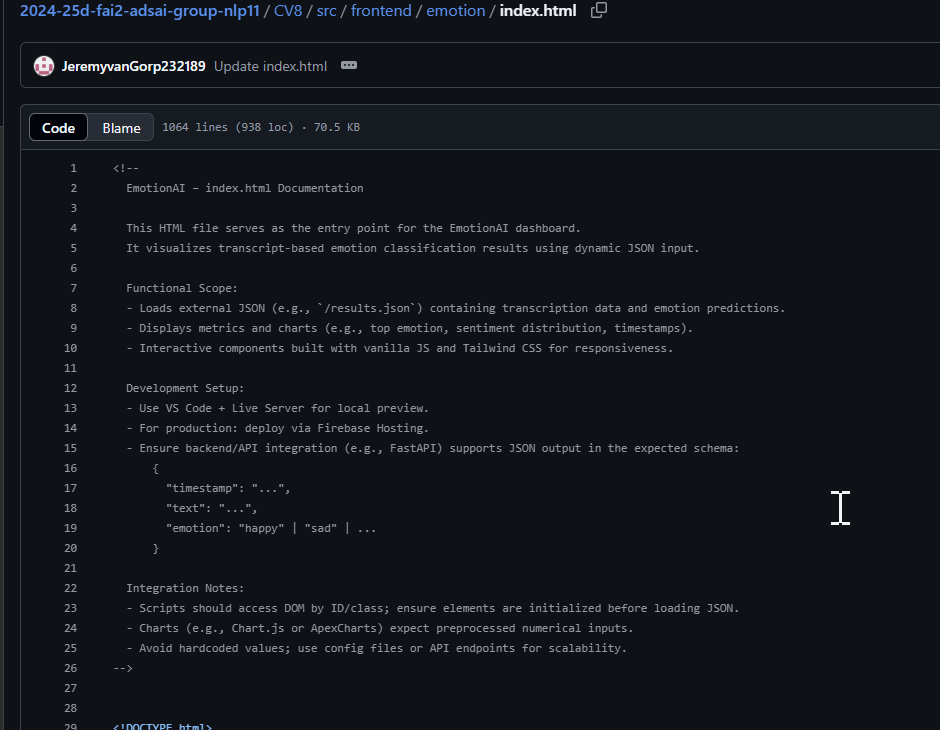 2024-25d-fai2-adsai-group-nlp11 / CV8 / src / frontend / emotion / index.html
JeremyvanGorp232189 Update index.html
Code Blame 1064 lines (938 loc) · 70.5 KB
1 <!--
2 EmotionAI – index.html Documentation
3
4 This HTML file serves as the entry point for the EmotionAI dashboard.
5 It visualizes transcript-based emotion classification results using dynamic JSON input.
6
7 Functional Scope:
8 - Loads external JSON (e.g., `/results.json`) containing transcription data and emotion predictions.
9 - Displays metrics and charts (e.g., top emotion, sentiment distribution, timestamps).
10 - Interactive components built with vanilla JS and Tailwind CSS for responsiveness.
11
12 Development Setup:
13 - Use VS Code + Live Server for local preview.
14 - For production: deploy via Firebase Hosting.
15 - Ensure backend/API integration (e.g., FastAPI) supports JSON output in the expected schema:
16 {
17 "timestamp": "...",
18 "text": "...",
19 "emotion": "happy" | "sad" | ...
20 }
21
22 Integration Notes:
23 - Scripts should access DOM by ID/class; ensure elements are initialized before loading JSON.
24 - Charts (e.g., Chart.js or ApexCharts) expect preprocessed numerical inputs.
25 - Avoid hardcoded values; use config files or API endpoints for scalability.
26 -->
27
28
29 <!DOCTYPE html>